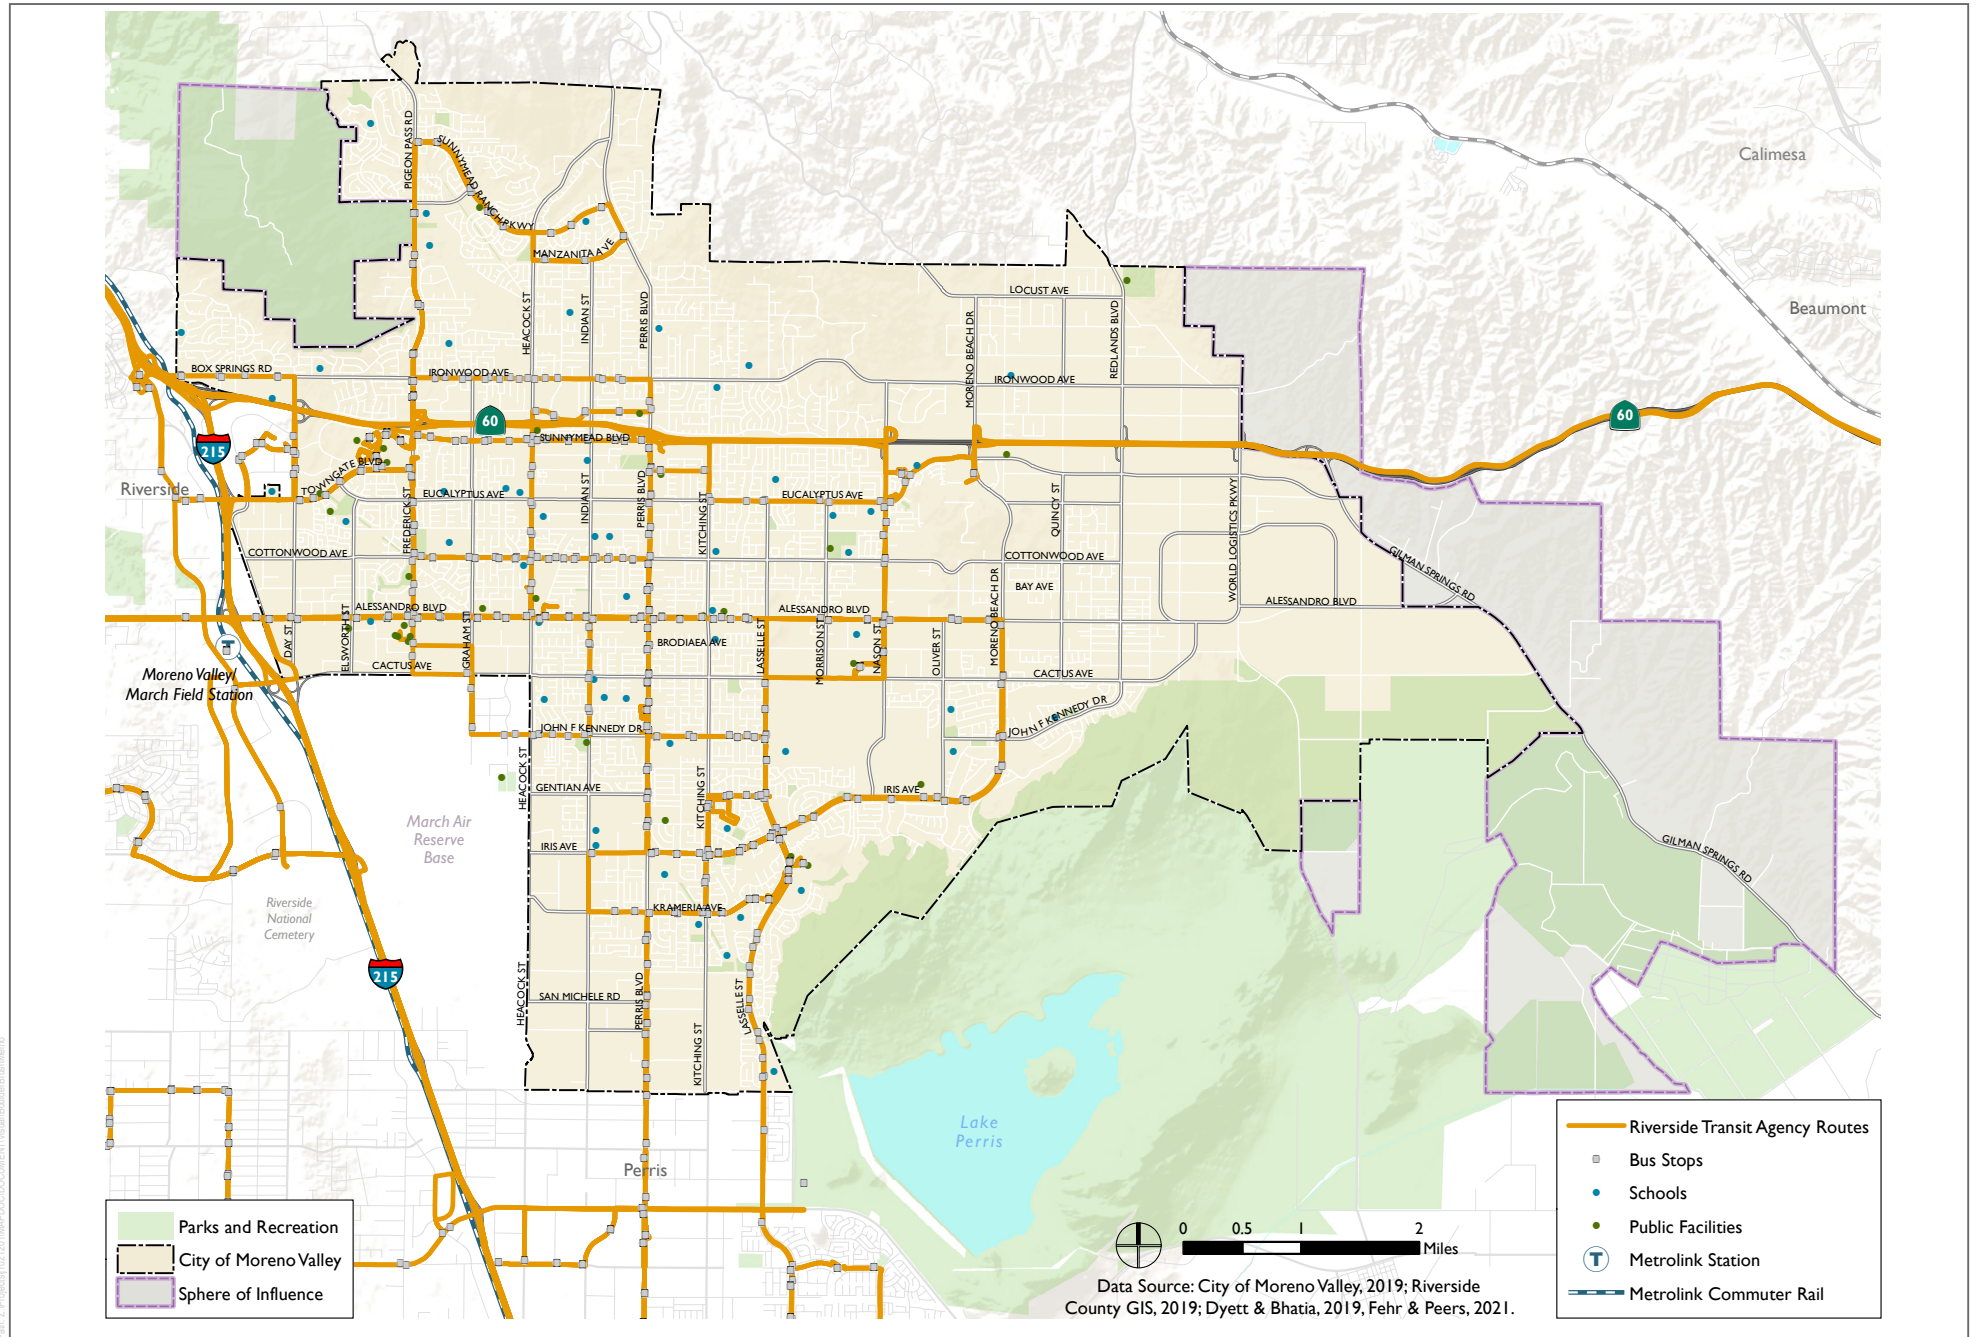 PIGEON PASS RD
SUNNYMEAD RANCH PKWY
MANZANITA AVE
Calimesa
Beaumont
LOCUST AVE
HEACOCK ST
INDIAN ST
PERRIS BLVD
MORENO BEACH DR
REDLANDS BLVD
BOX SPRINGS RD
IRONWOOD AVE
IRONWOOD AVE
60
60
215
SUNNYMEAD BLVD
TOWNGATE BLVD
Riverside
EUCALYPTUS AVE
EUCALYPTUS AVE
FREDERICK ST
INDIAN ST
PERRIS BLVD
KITCHING ST
QUINCY ST
WORLD LOGISTICS PKWY
COTTONWOOD AVE
COTTONWOOD AVE
GILMAN SPRINGS RD
BAY AVE
MORENO BEACH DR
ALESSANDRO BLVD
ALESSANDRO BLVD
ALESSANDRO BLVD
DAY ST
ELSWORTH ST
GRAHAM ST
BRODIAEA AVE
LASSELLE ST
MORRISON ST
NASON ST
OLIVER ST
CACTUS AVE
CACTUS AVE
Moreno Valley/
March Field Station
JOHN F KENNEDY DR
JOHN F KENNEDY DR
HEACOCK ST
GENTIAN AVE
KITCHING ST
IRIS AVE
IRIS AVE
March Air
Reserve
Base
GILMAN SPRINGS RD
Riverside
National
Cemetery
KRAMERIA AVE
215
HEACOCK ST
SAN MICHELE RD
PERRIS BLVD
KITCHING ST
LASSELLE ST
Lake
Perris
Perris
Parks and Recreation
City of Moreno Valley
Sphere of Influence
0 0.5 1 2
Miles
Data Source: City of Moreno Valley, 2019; Riverside
County GIS, 2019; Dyett & Bhatia, 2019, Fehr & Peers, 2021.
Riverside Transit Agency Routes
Bus Stops
Schools
Public Facilities
T
Metrolink Station
Metrolink Commuter Rail